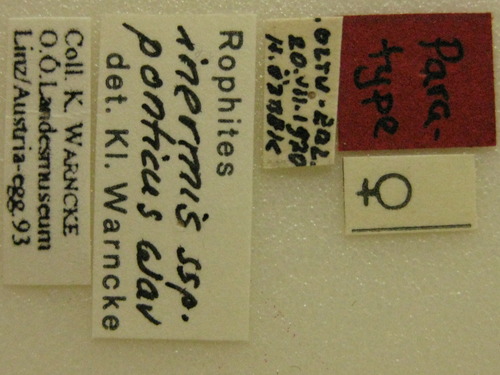 Para-
type
♀
20.VII.1970
Rophites
inermis ssp.
ponticus War
det. Kl. Warncke
Coll. K. WARNCKE
O.Ö.Landesmuseum
Linz/Austria-egg.93